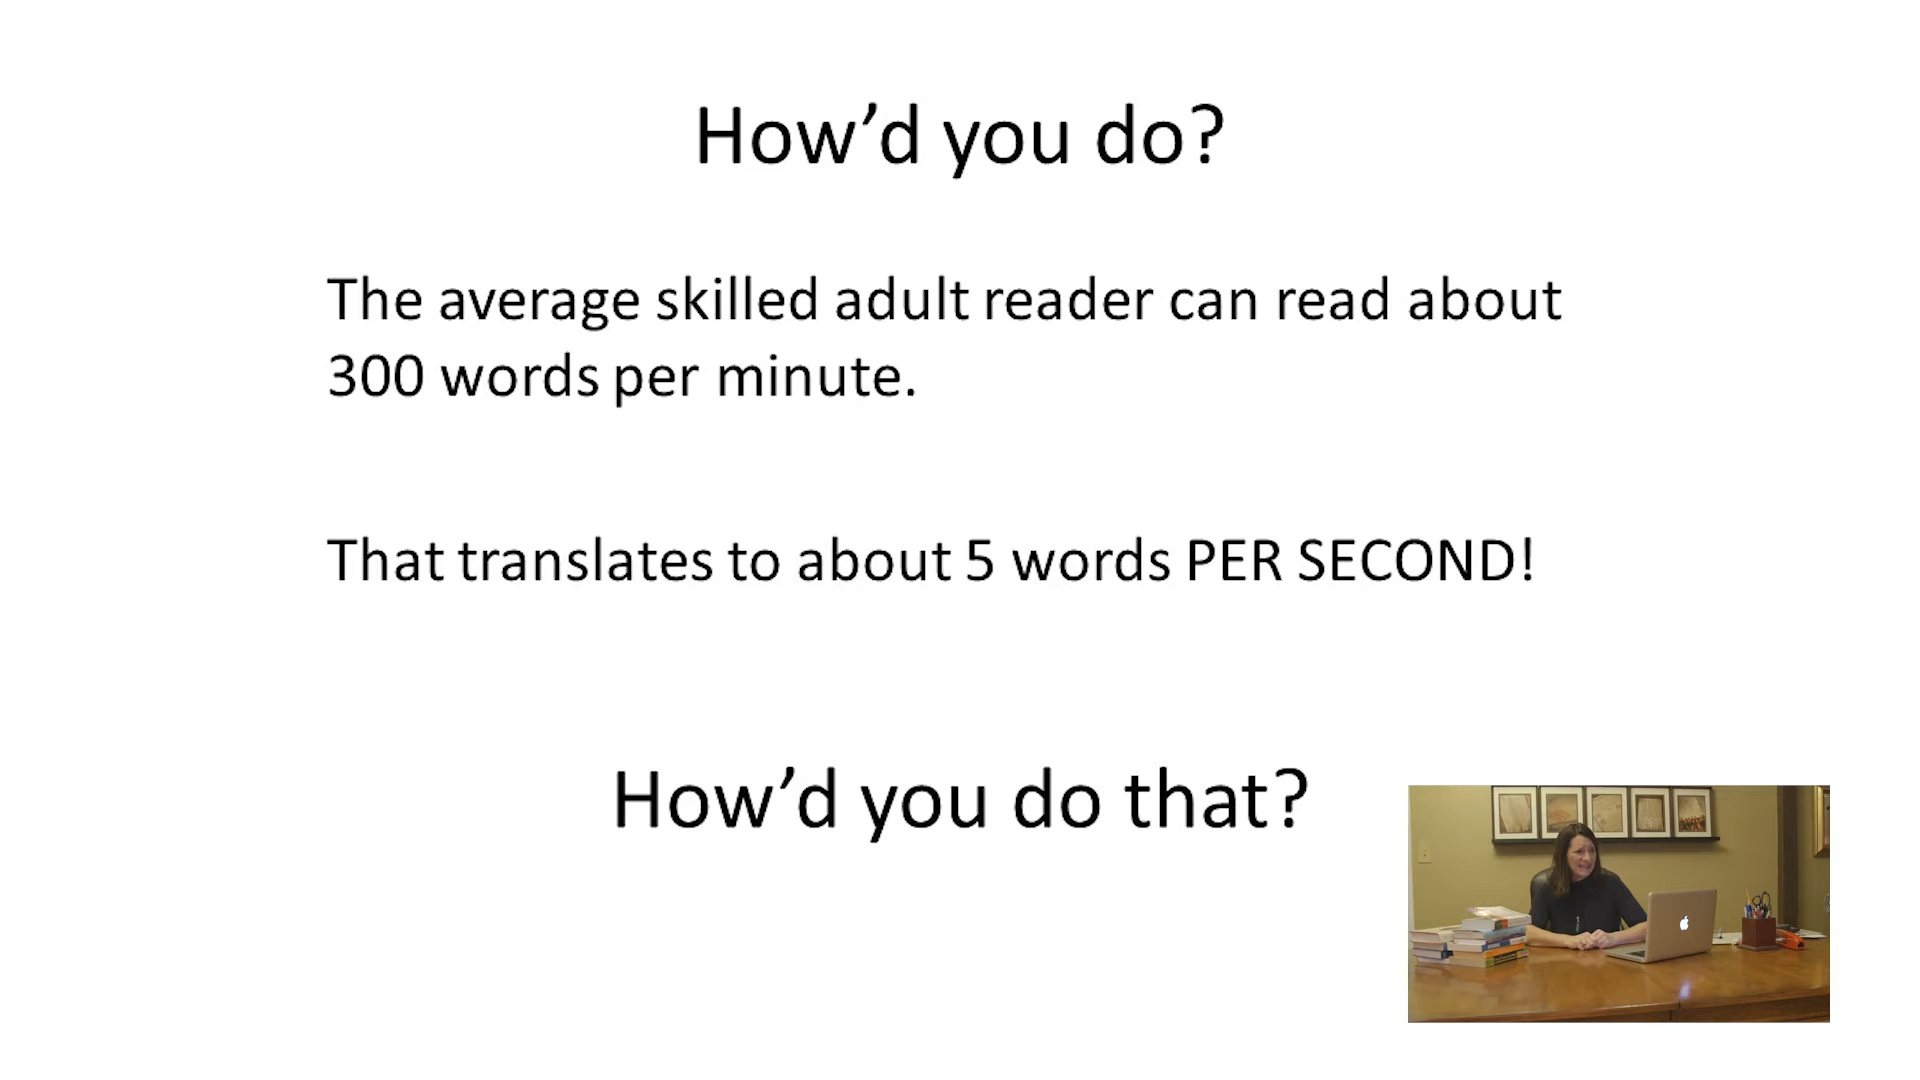 How’d you do?
The average skilled adult reader can read about
300 words per minute.
That translates to about 5 words PER SECOND!
How’d you do that?